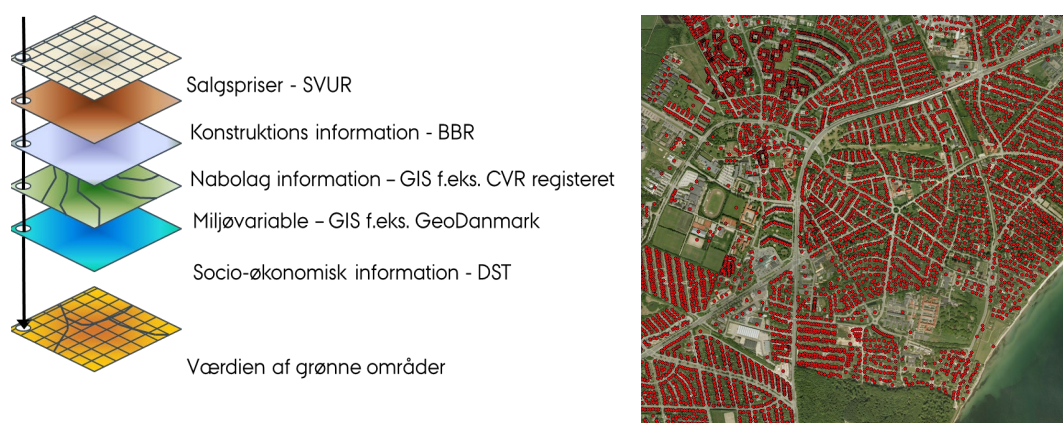 Salgspriser - SVUR
Konstruktions information - BBR
Nabolag information – GIS f.eks. CVR registeret
Miljøvariable – GIS f.eks. GeoDanmark
Socio-økonomisk information - DST
Værdien af grønne områder